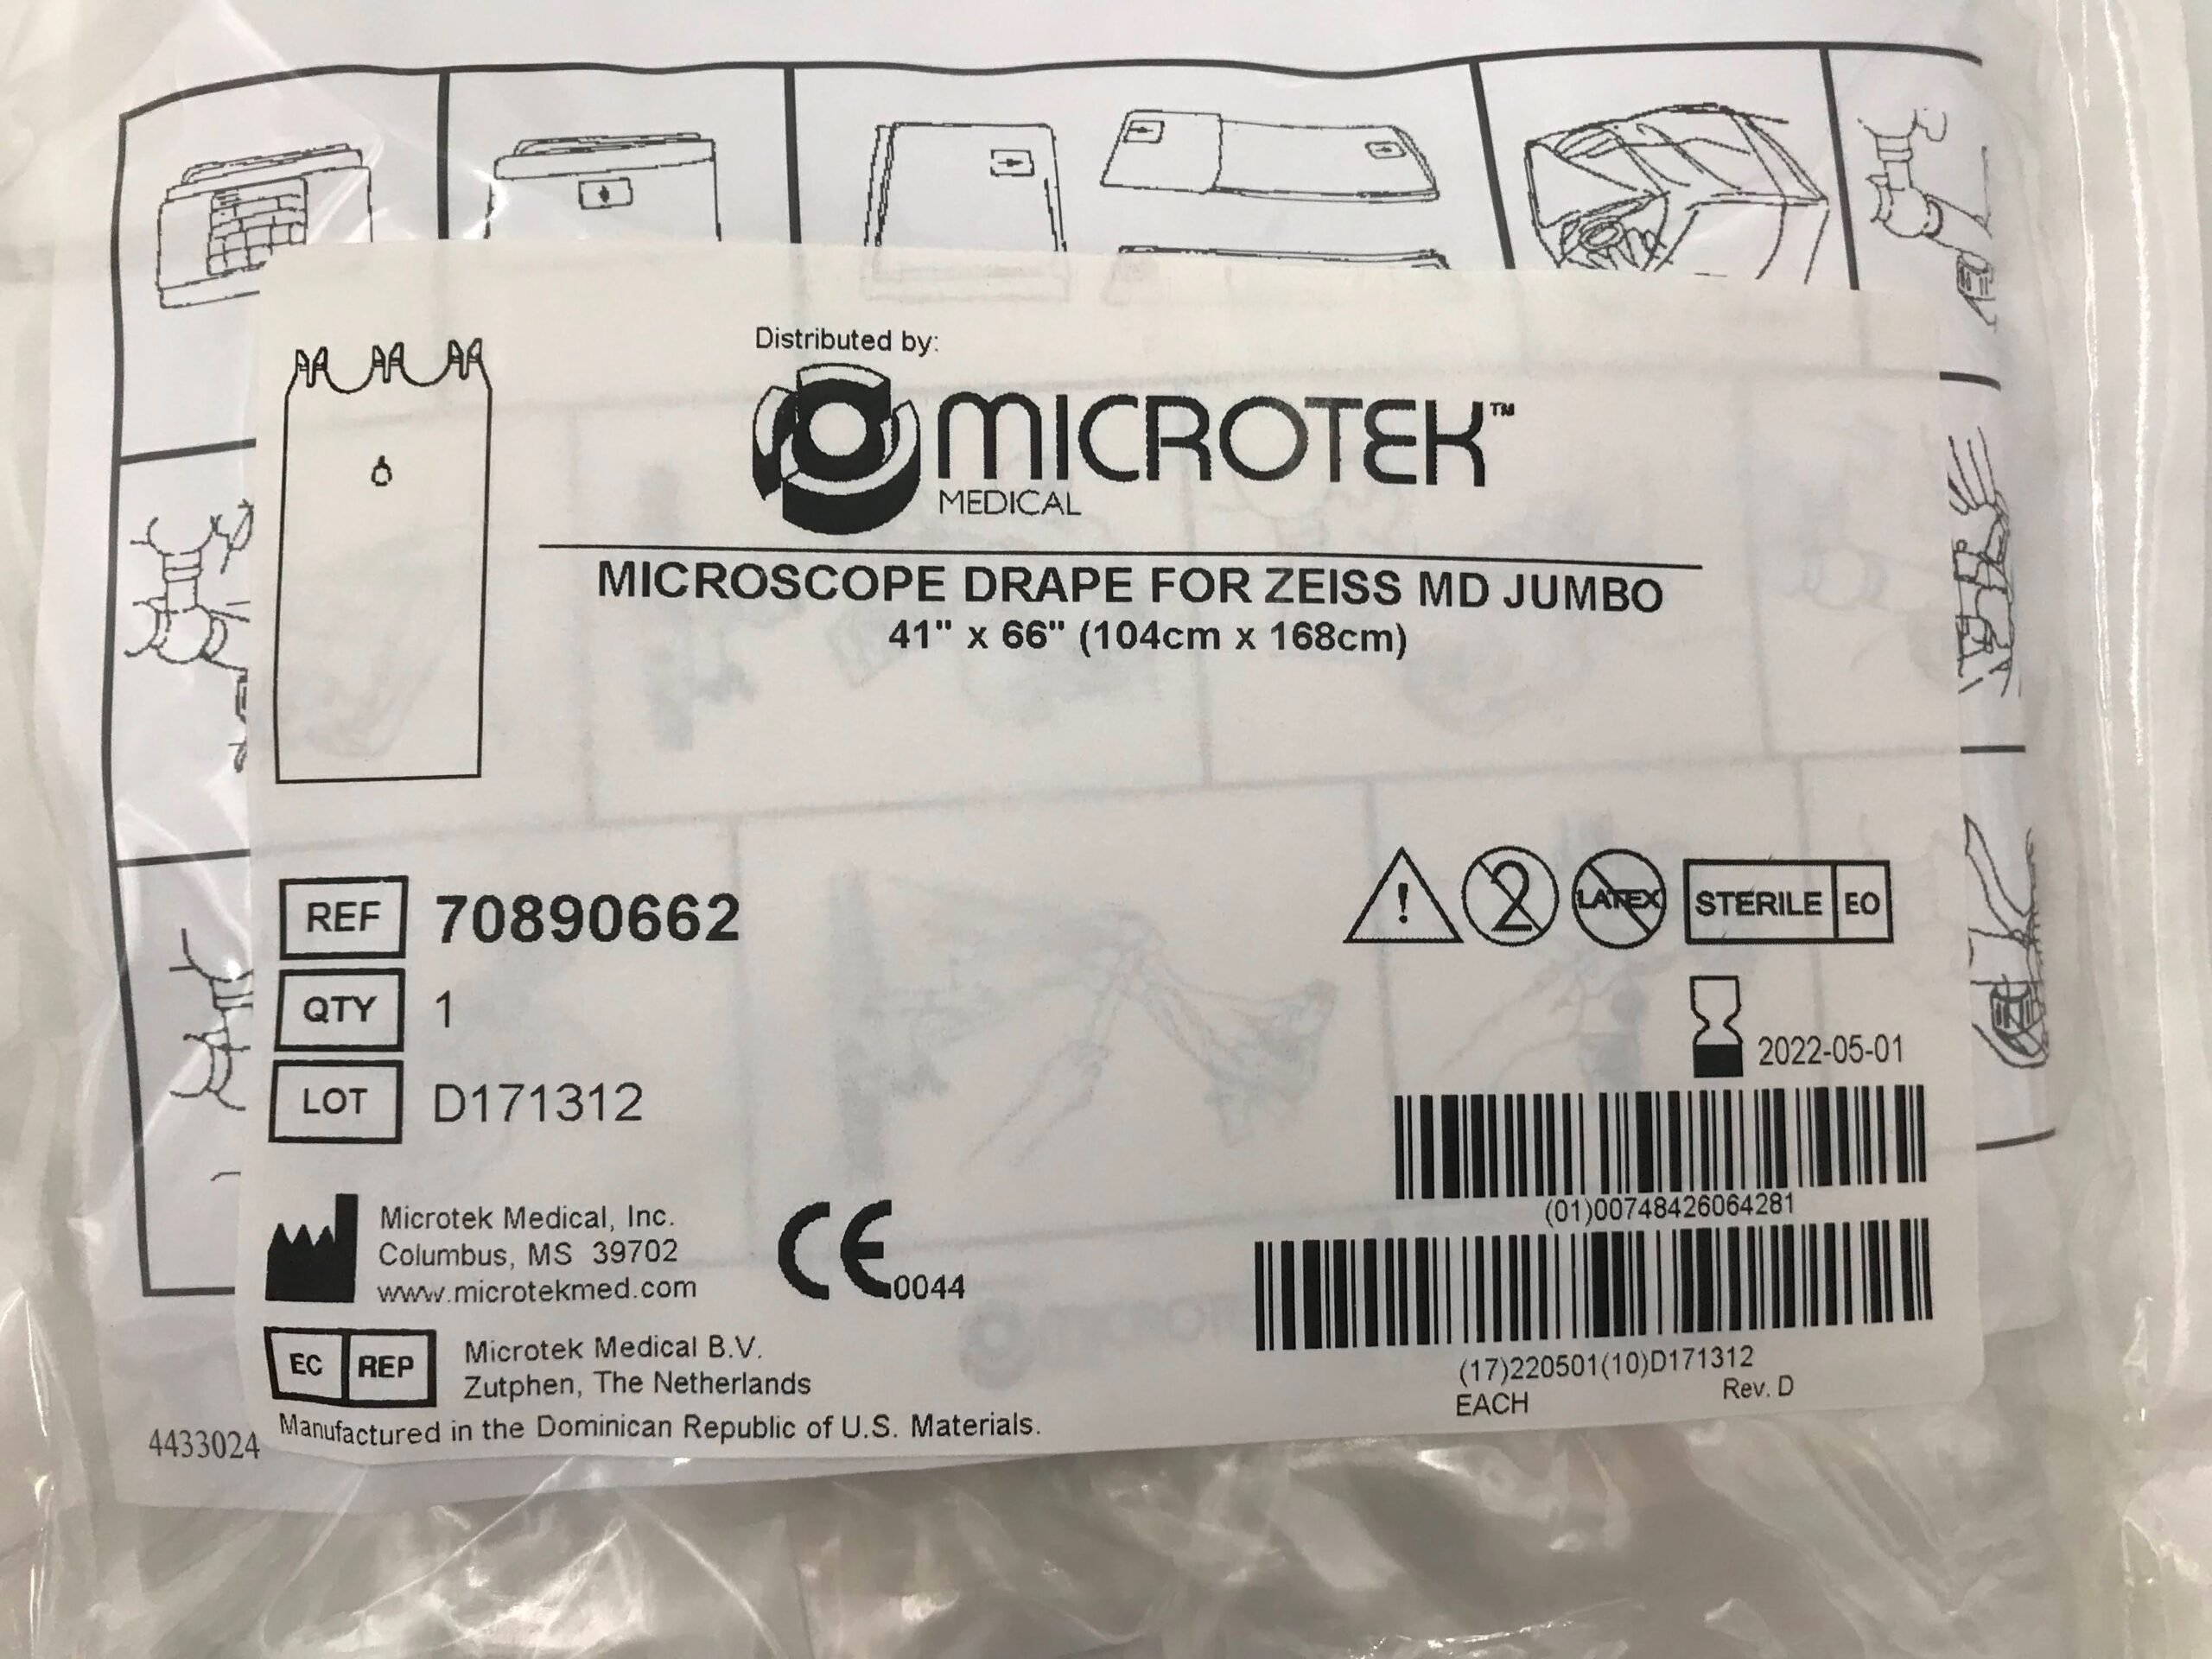 Distributed by:
MICROTEK™
MEDICAL
MICROSCOPE DRAPE FOR ZEISS MD JUMBO
41" x 66" (104cm x 168cm)
REF 70890662
! 2 LATEX STERILE EO
QTY 1
2022-05-01
LOT D171312
(01)00748426064281
Microtek Medical, Inc.
Columbus, MS 39702
www.microtekmed.com
CE 0044
(17)220501(10)D171312
EACH Rev. D
EC REP Microtek Medical B.V.
Zutphen, The Netherlands
Manufactured in the Dominican Republic of U.S. Materials.
4433024